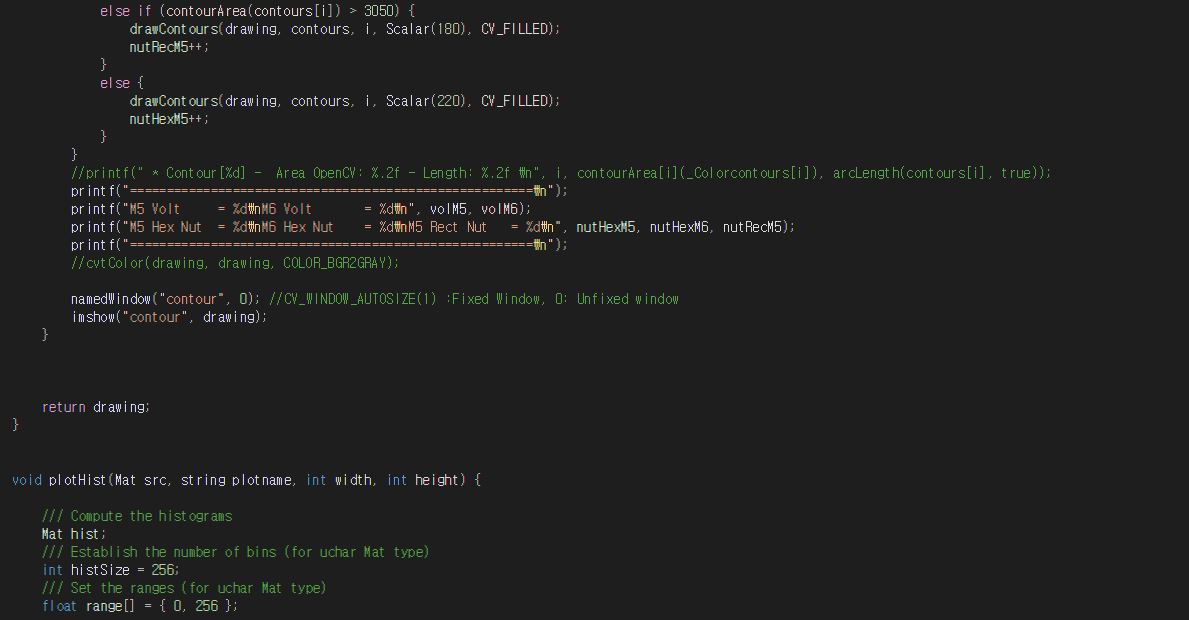 else if (contourArea(contours[i]) > 3050) {
drawContours(drawing, contours, i, Scalar(180), CV_FILLED);
nutRecM5++;
}
else {
drawContours(drawing, contours, i, Scalar(220), CV_FILLED);
nutHexM5++;
}
}
//printf(" * Contour[%d] -  Area OpenCV: %.2f - Length: %.2f ₩n", i, contourArea[i](_Colorcontours[i]), arcLength(contours[i], true));
printf("=======================================================₩n");
printf("M5 Volt     = %d₩nM6 Volt       = %d₩n", volM5, volM6);
printf("M5 Hex Nut  = %d₩nM6 Hex Nut    = %d₩nM5 Rect Nut   = %d₩n", nutHexM5, nutHexM6, nutRecM5);
printf("=======================================================₩n");
//cvtColor(drawing, drawing, COLOR_BGR2GRAY);
namedWindow("contour", 0); //CV_WINDOW_AUTOSIZE(1) :Fixed Window, 0: Unfixed window
imshow("contour", drawing);
}
return drawing;
}
void plotHist(Mat src, string plotname, int width, int height) {
/// Compute the histograms
Mat hist;
/// Establish the number of bins (for uchar Mat type)
int histSize = 256;
/// Set the ranges (for uchar Mat type)
float range[] = { 0, 256 };